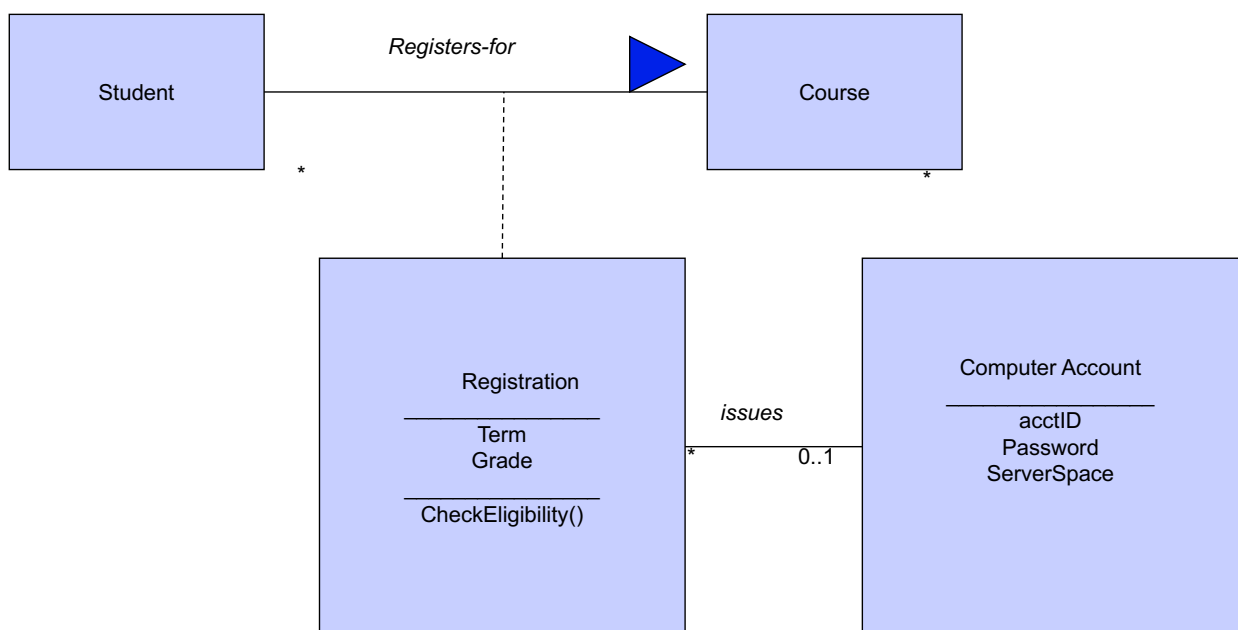 Registers-for
Student
Course
*
*
Registration
Term
Grade
CheckEligibility()
issues
*
0..1
Computer Account
acctID
Password
ServerSpace